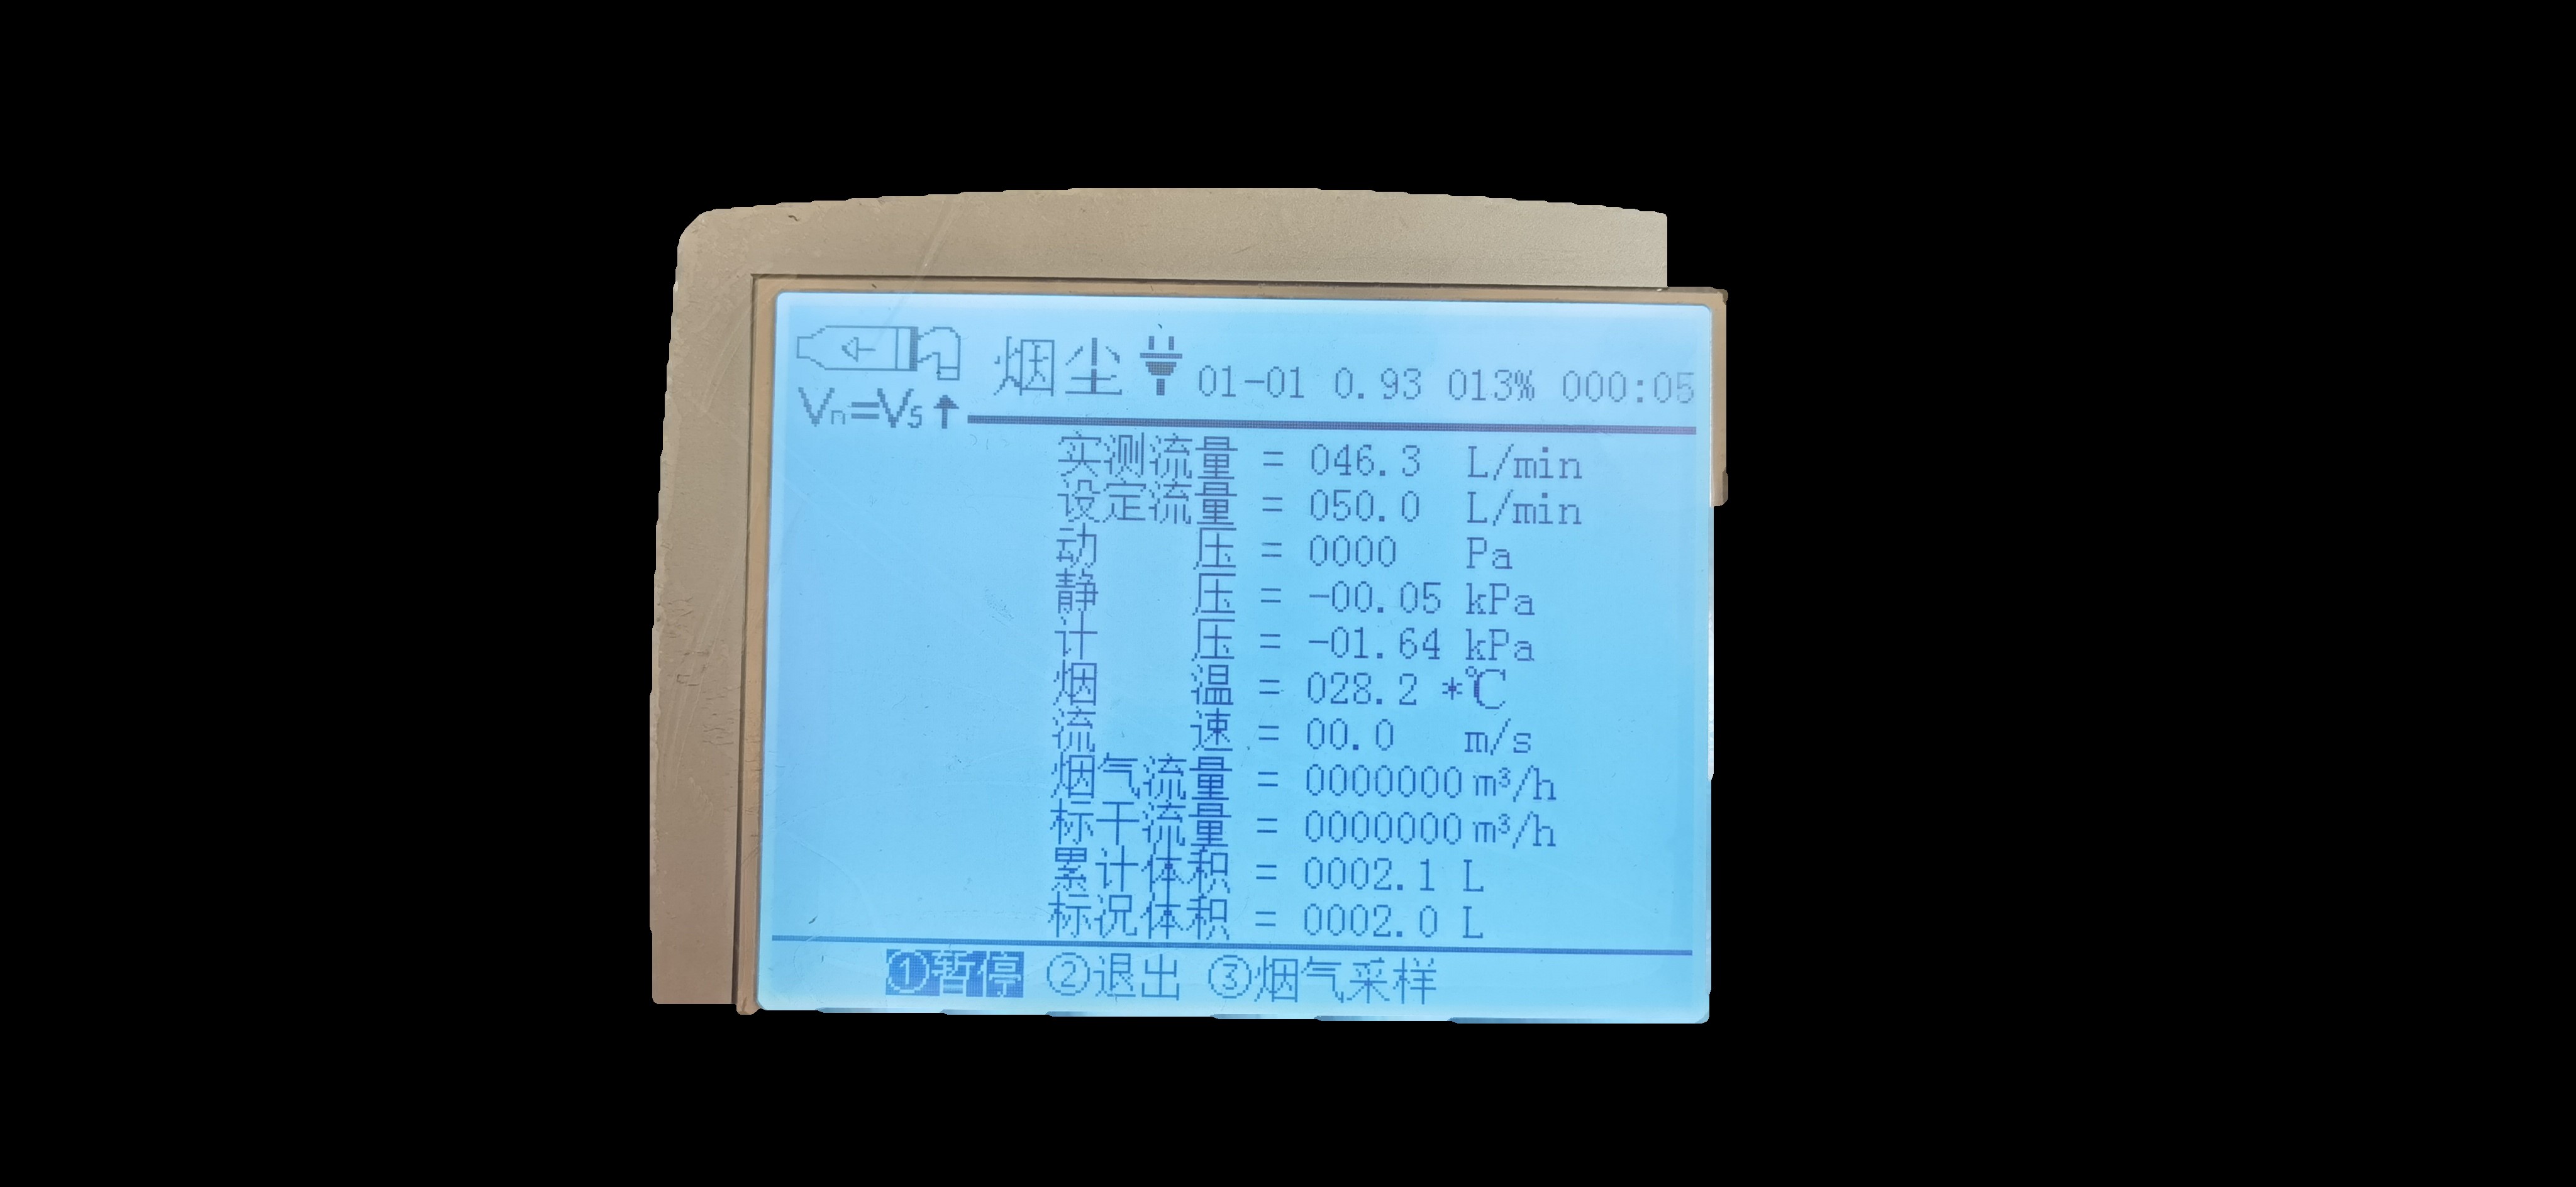 烟尘 01-01 0.93 013% 000:05
Vn=Vs↑
实测流量 = 046.3 L/min
设定流量 = 050.0 L/min
动压 = 0000 Pa
静压 = -00.05 kPa
计压 = -01.64 kPa
烟温 = 028.2 *℃
流速 = 00.0 m/s
烟气流量 = 0000000 m³/h
标干流量 = 0000000 m³/h
累计体积 = 0002.1 L
标况体积 = 0002.0 L
①暂停 ②退出 ③烟气采样